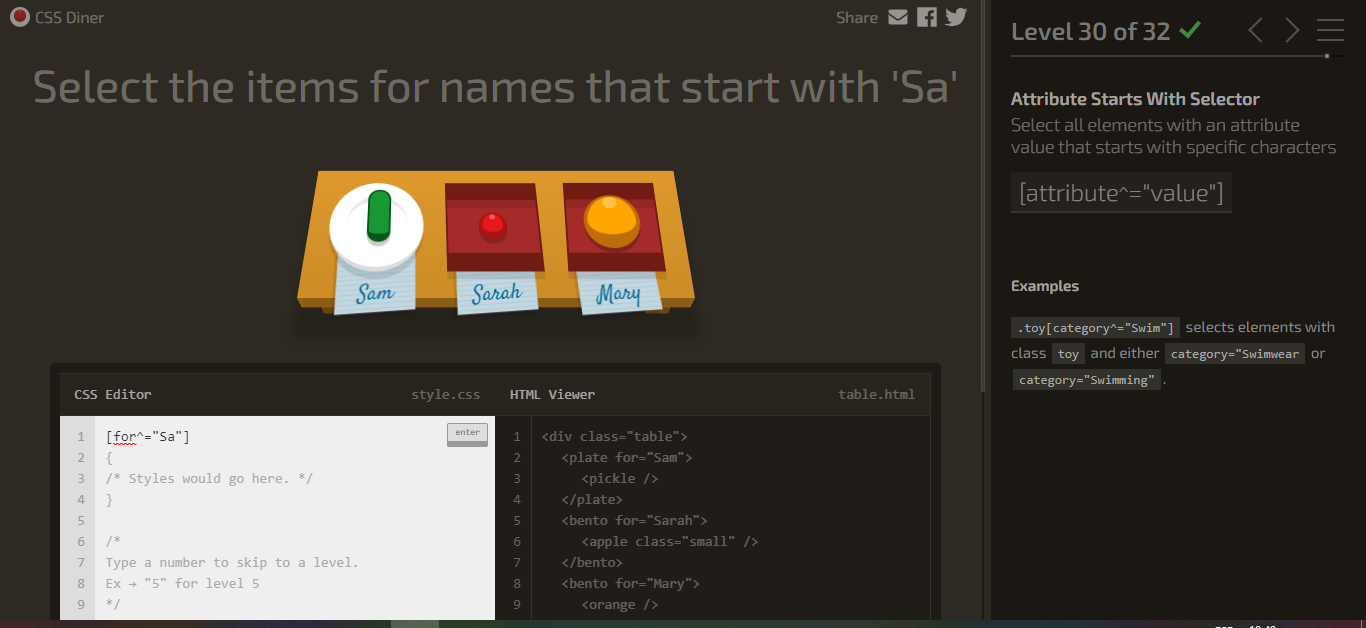 CSS Diner
Share
Select the items for names that start with 'Sa'
Sam
Sarah
Mary
CSS Editor
style.css
HTML Viewer
table.html
1 [for^="Sa"]
enter
2 {
3 /* Styles would go here. */
4 }
5
6 /*
7 Type a number to skip to a level.
8 Ex → "5" for level 5
9 */
1 <div class="table">
2 <plate for="Sam">
3 <pickle />
4 </plate>
5 <bento for="Sarah">
6 <apple class="small" />
7 </bento>
8 <bento for="Mary">
9 <orange />
Level 30 of 32
Attribute Starts With Selector
Select all elements with an attribute
value that starts with specific characters
[attribute^="value"]
Examples
.toy[category^="Swim"] selects elements with
class toy and either category="Swimwear or
category="Swimming" .